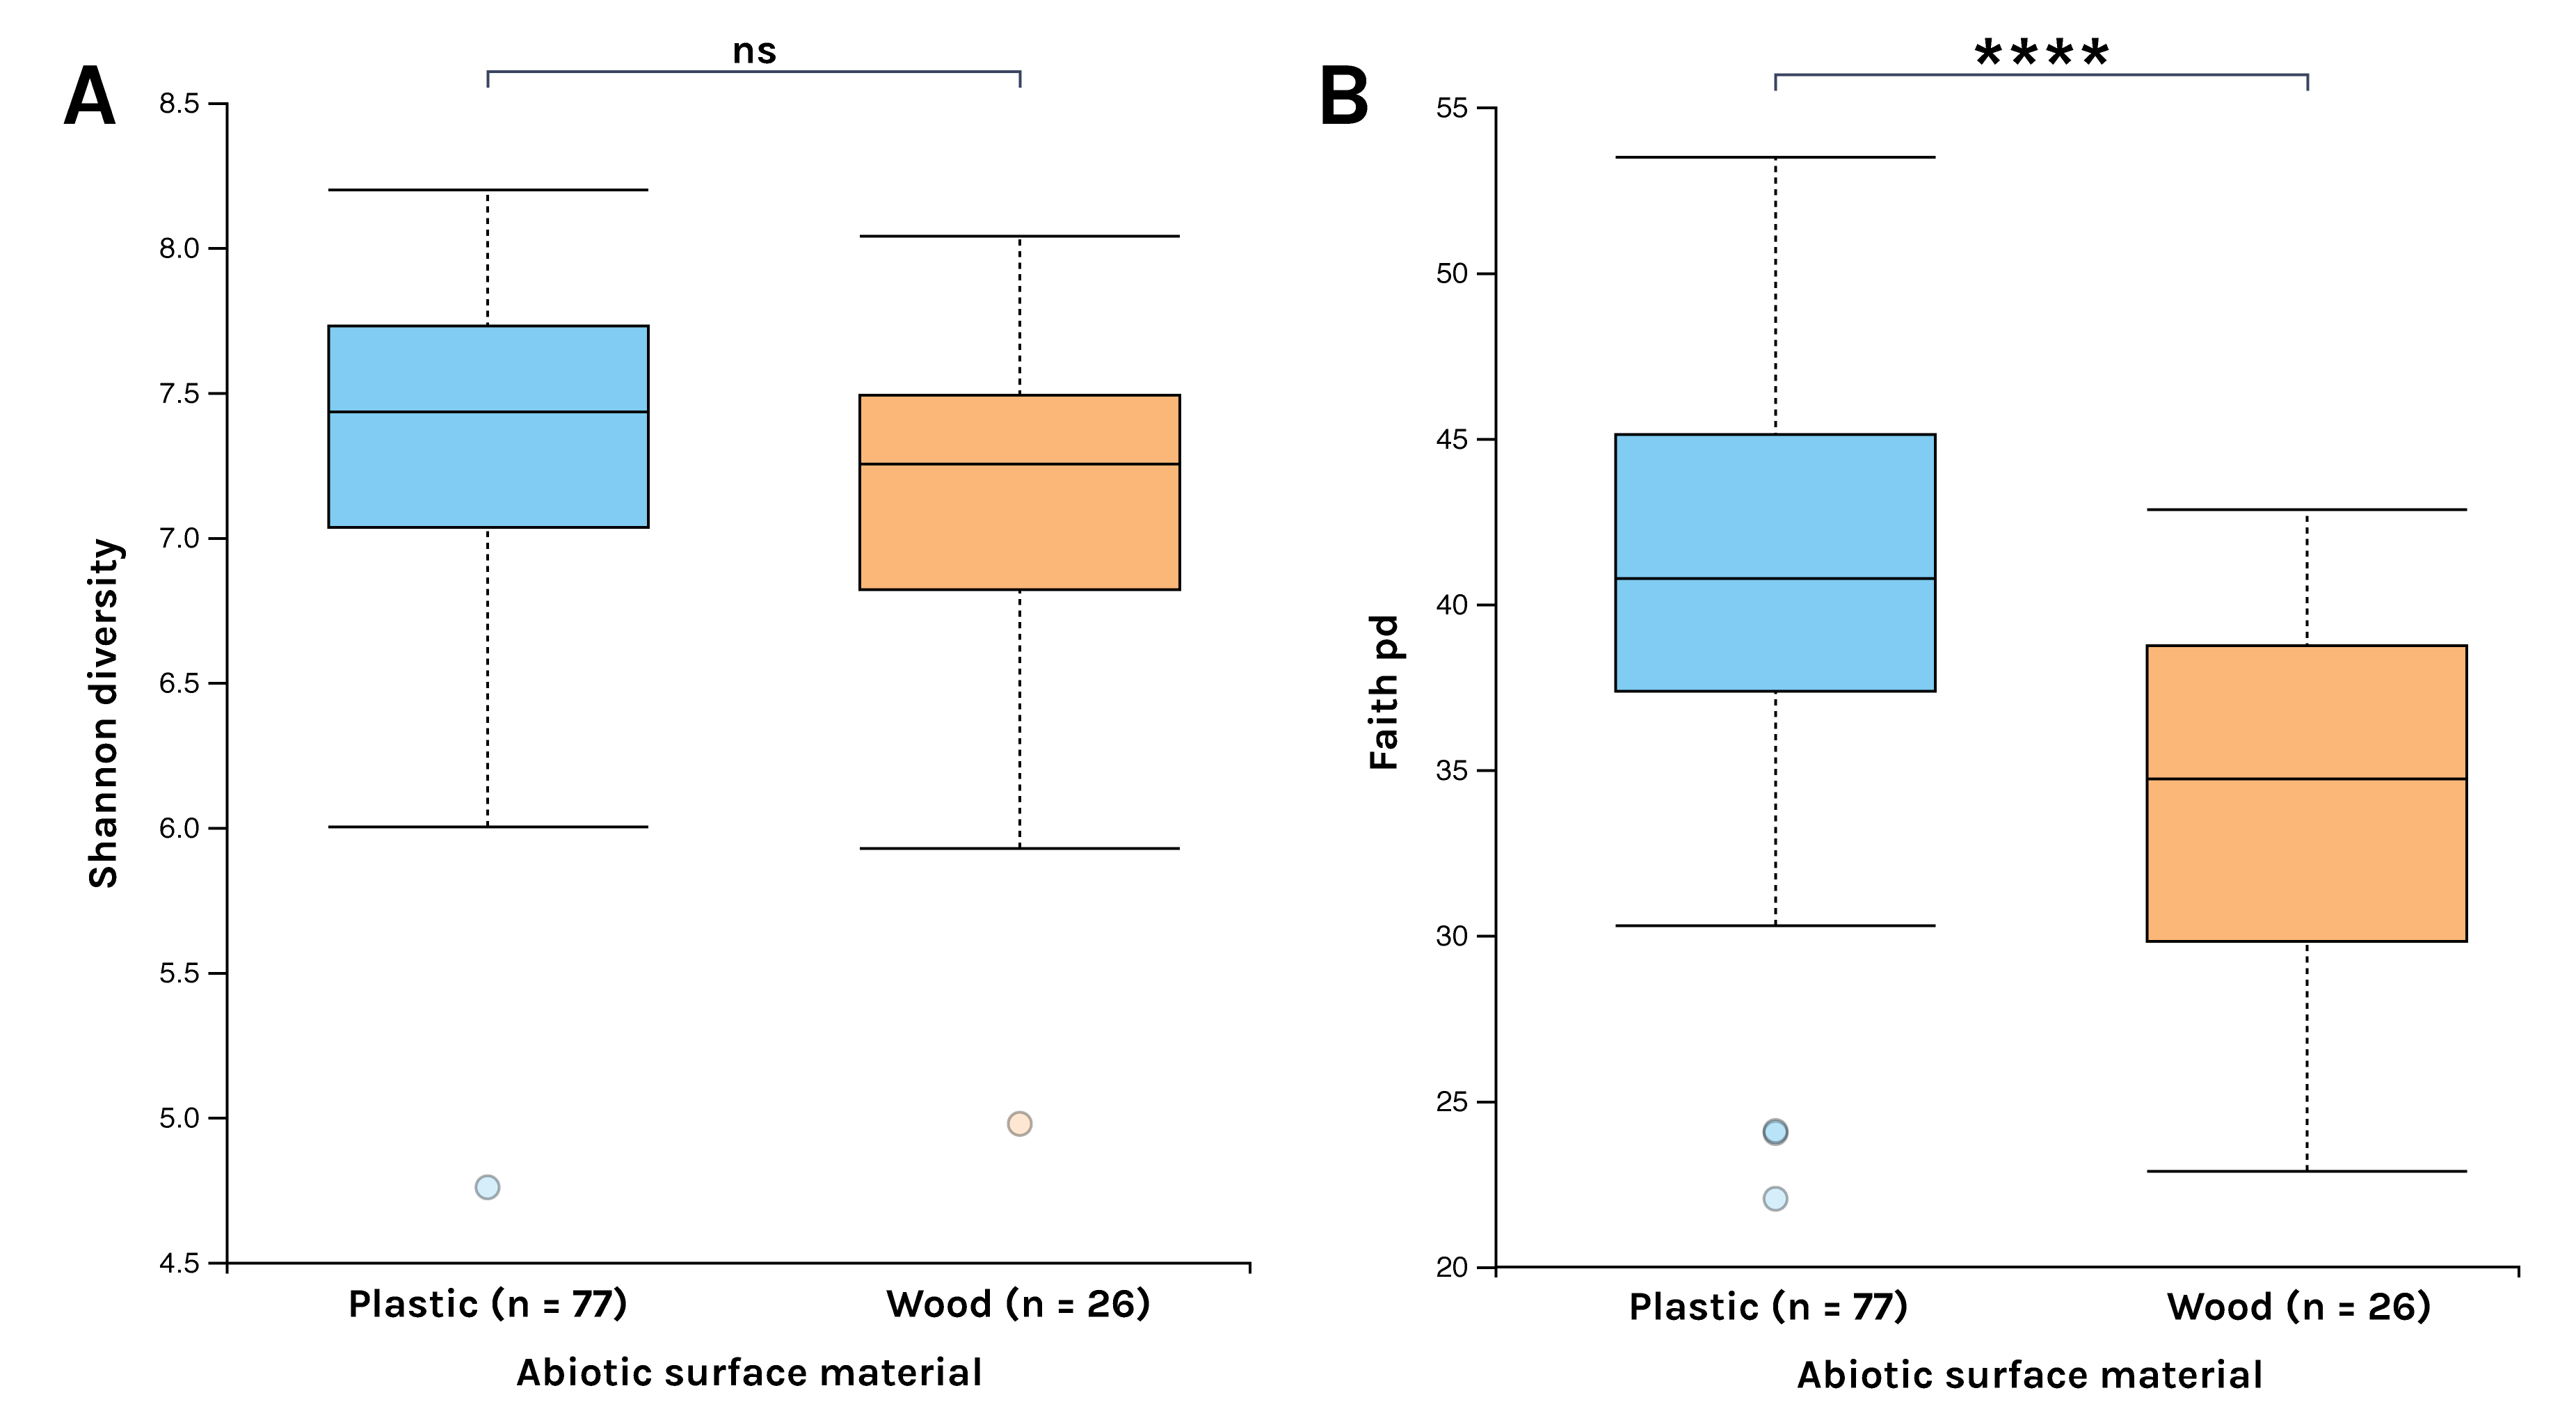 A
ns
8.5
8.0
7.5
7.0
6.5
6.0
5.5
5.0
4.5
Shannon diversity
Plastic (n = 77)
Wood (n = 26)
Abiotic surface material
B
****
55
50
45
40
35
30
25
20
Faith pd
Plastic (n = 77)
Wood (n = 26)
Abiotic surface material